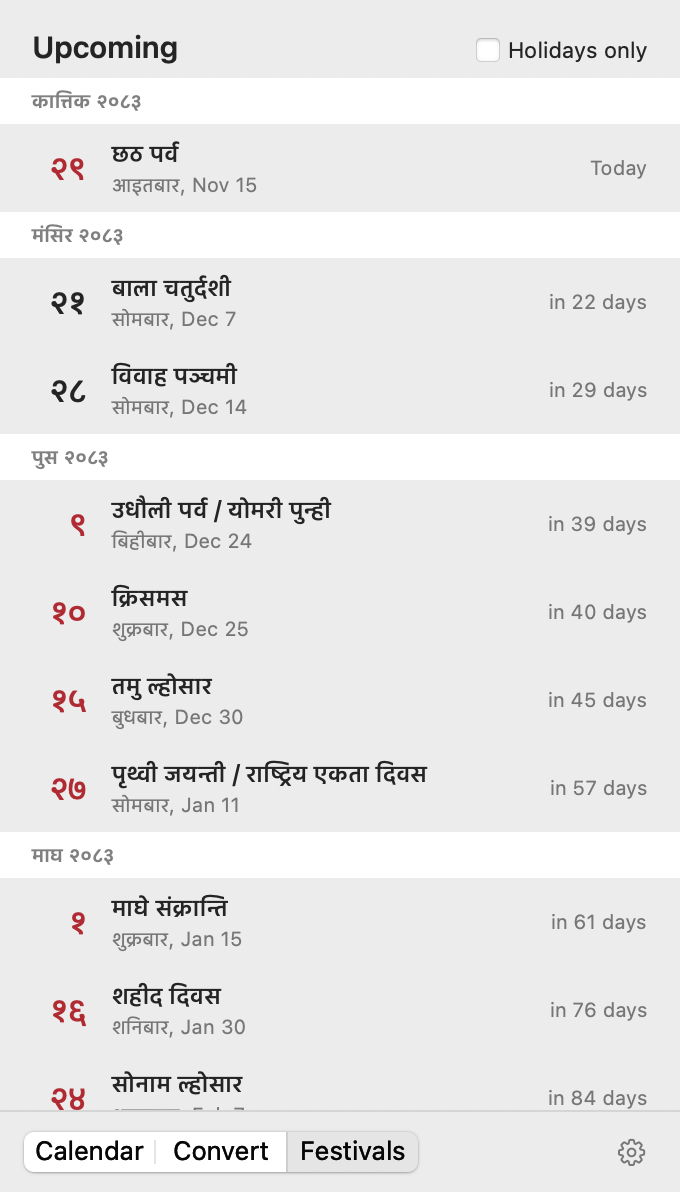 Upcoming
Holidays only
कात्तिक २०८३
२९
छठ पर्व
आइतबार, Nov 15
Today
मंसिर २०८३
२१
बाला चतुर्दशी
सोमबार, Dec 7
in 22 days
२८
विवाह पञ्चमी
सोमबार, Dec 14
in 29 days
पुस २०८३
९
उधौली पर्व / योमरी पुन्ही
बिहीबार, Dec 24
in 39 days
१०
क्रिसमस
शुक्रबार, Dec 25
in 40 days
१५
तमु ल्होसार
बुधबार, Dec 30
in 45 days
२७
पृथ्वी जयन्ती / राष्ट्रिय एकता दिवस
सोमबार, Jan 11
in 57 days
माघ २०८३
१
माघे संक्रान्ति
शुक्रबार, Jan 15
in 61 days
१६
शहीद दिवस
शनिबार, Jan 30
in 76 days
२४
सोनाम ल्होसार
in 84 days
Calendar
Convert
Festivals